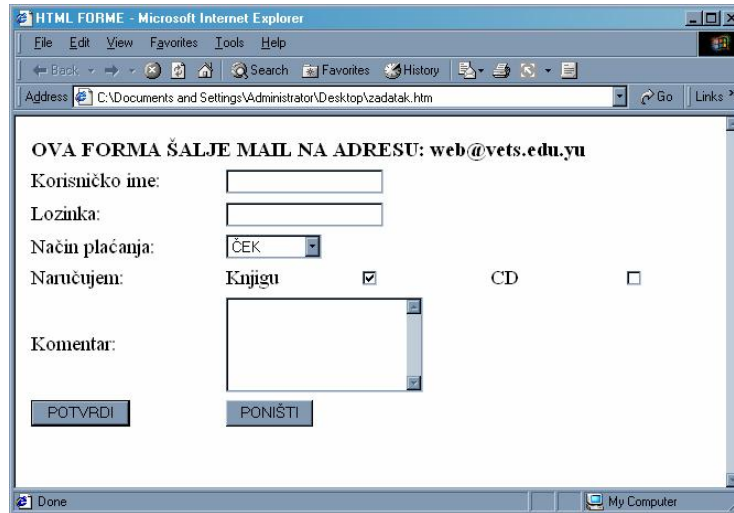 HTML FORME - Microsoft Internet Explorer
File Edit View Favorites Tools Help
Back Search Favorites History
Address C:\Documents and Settings\Administrator\Desktop\zadatak.htm Go Links »
OVA FORMA ŠALJE MAIL NA ADRESU: web@vets.edu.yu
Korisničko ime:
Lozinka:
Način plaćanja: ČEK
Naručujem: Knjigu CD
Komentar:
POTVRDI PONIŠTI
Done My Computer